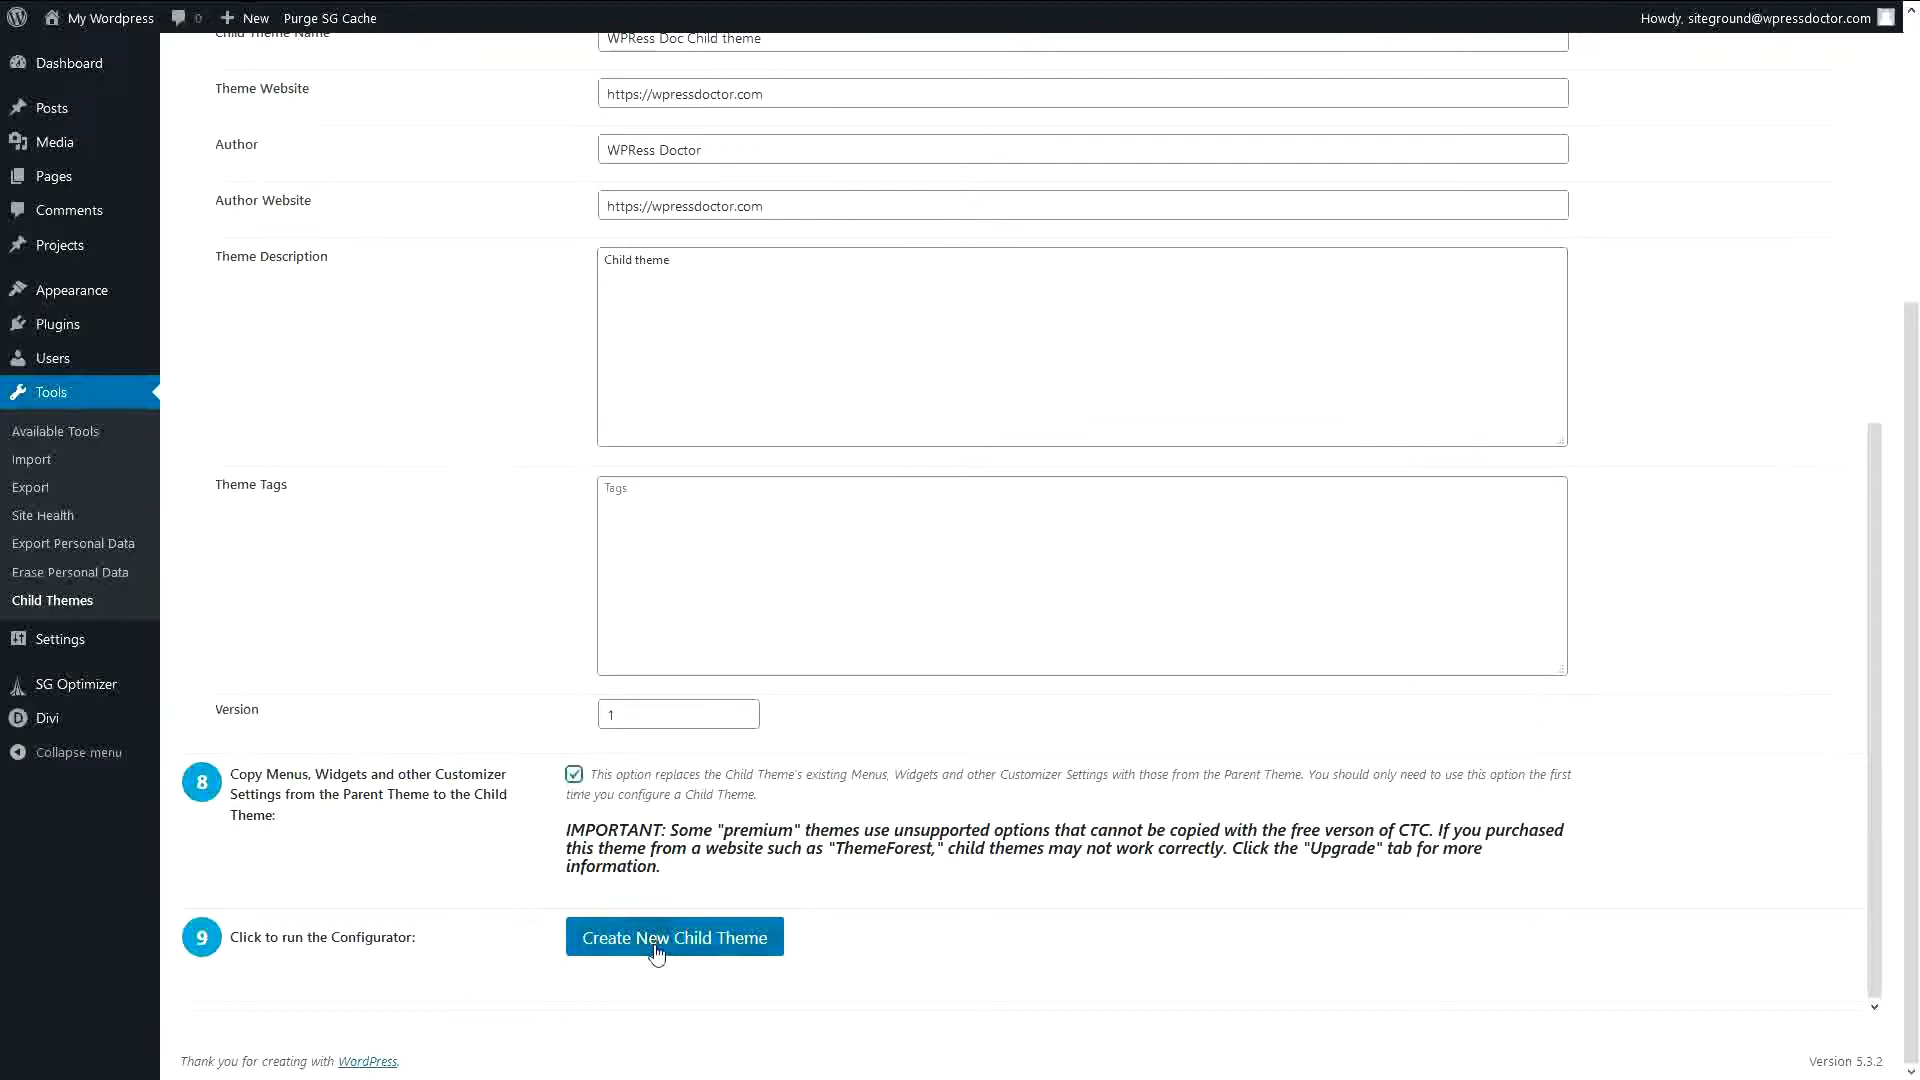 My Wordpress
0
New
Purge SG Cache
Howdy, siteground@wpressdoctor.com
Dashboard
Posts
Media
Pages
Comments
Projects
Appearance
Plugins
Users
Tools
Available Tools
Import
Export
Site Health
Export Personal Data
Erase Personal Data
Child Themes
Settings
SG Optimizer
Divi
Collapse menu
Child Theme Name
WPRess Doc Child theme
Theme Website
https://wpressdoctor.com
Author
WPRess Doctor
Author Website
https://wpressdoctor.com
Theme Description
Child theme
Theme Tags
Tags
Version
1
8
Copy Menus, Widgets and other Customizer
Settings from the Parent Theme to the Child
Theme:
This option replaces the Child Theme's existing Menus, Widgets and other Customizer Settings with those from the Parent Theme. You should only need to use this option the first
time you configure a Child Theme.
IMPORTANT: Some "premium" themes use unsupported options that cannot be copied with the free verson of CTC. If you purchased
this theme from a website such as "ThemeForest," child themes may not work correctly. Click the "Upgrade" tab for more
information.
9
Click to run the Configurator:
Create New Child Theme
Thank you for creating with WordPress.
Version 5.3.2